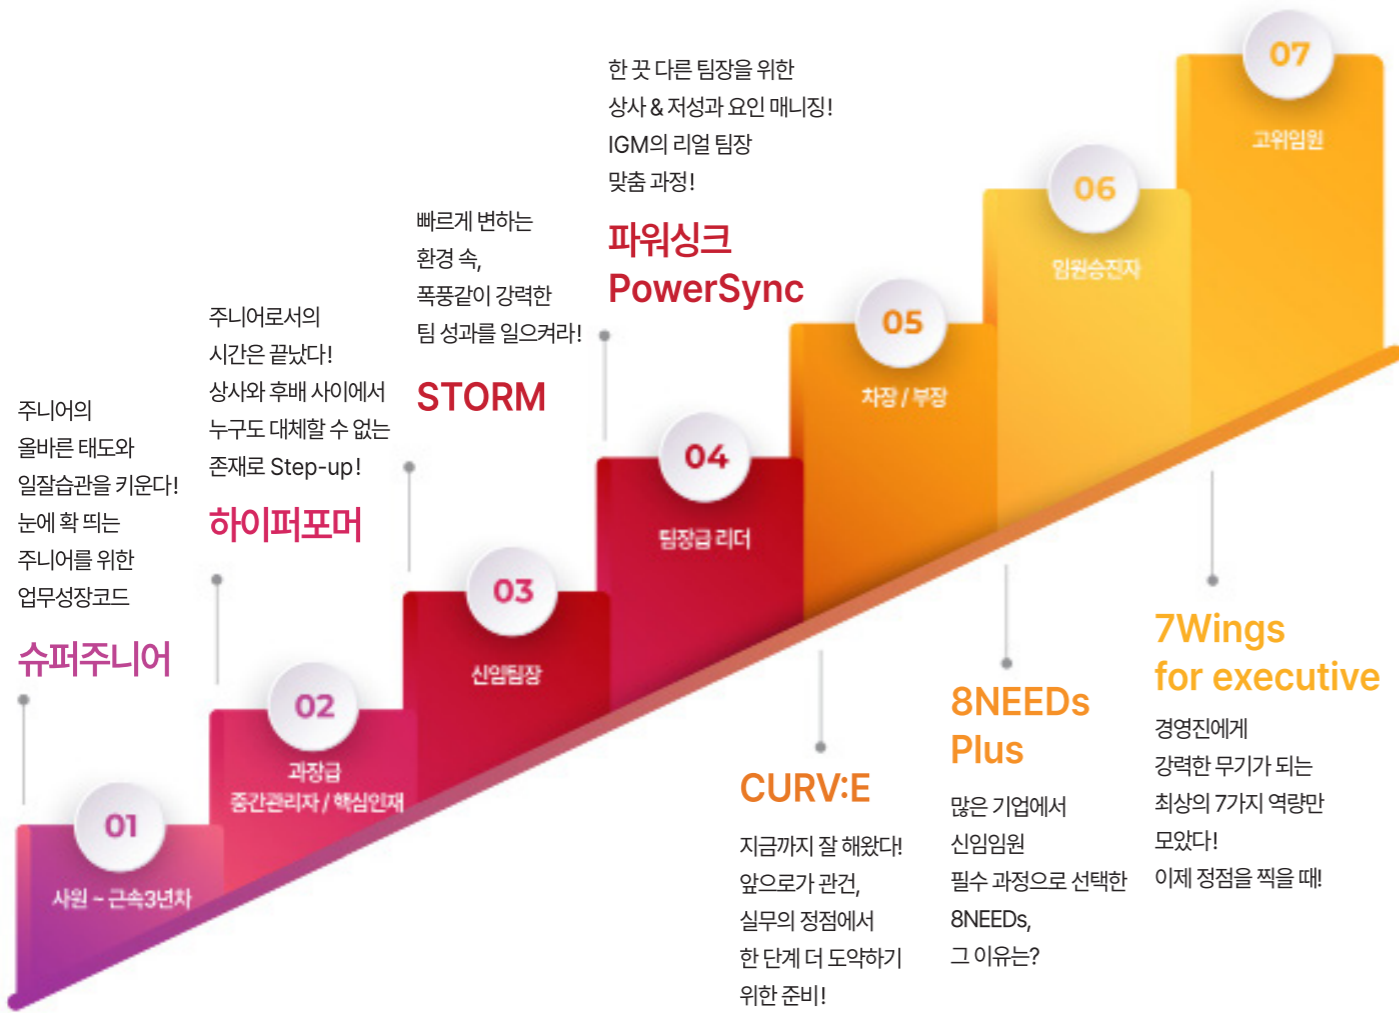 주니어의
올바른 태도와
일잘습관을 키운다!
눈에 확 띄는
주니어를 위한
업무성장코드
슈퍼주니어
01
사원 ~ 근속3년차
주니어로서의
시간은 끝났다!
상사와 후배 사이에서
누구도 대체할 수 없는
존재로 Step-up!
하이퍼포머
02
과장급
중간관리자 / 핵심인재
빠르게 변하는
환경 속,
폭풍같이 강력한
팀 성과를 일으켜라!
STORM
03
신임팀장
한 끗 다른 팀장을 위한
상사 & 저성과 요인 매니징!
IGM의 리얼 팀장
맞춤 과정!
파워싱크
PowerSync
04
팀장급 리더
05
차장 / 부장
CURV:E
지금까지 잘 해왔다!
앞으로가 관건,
실무의 정점에서
한 단계 더 도약하기
위한 준비!
06
임원승진자
8NEEDs
Plus
많은 기업에서
신임임원
필수 과정으로 선택한
8NEEDs,
그 이유는?
07
고위임원
7Wings
for executive
경영진에게
강력한 무기가 되는
최상의 7가지 역량만
모았다!
이제 정점을 찍을 때!